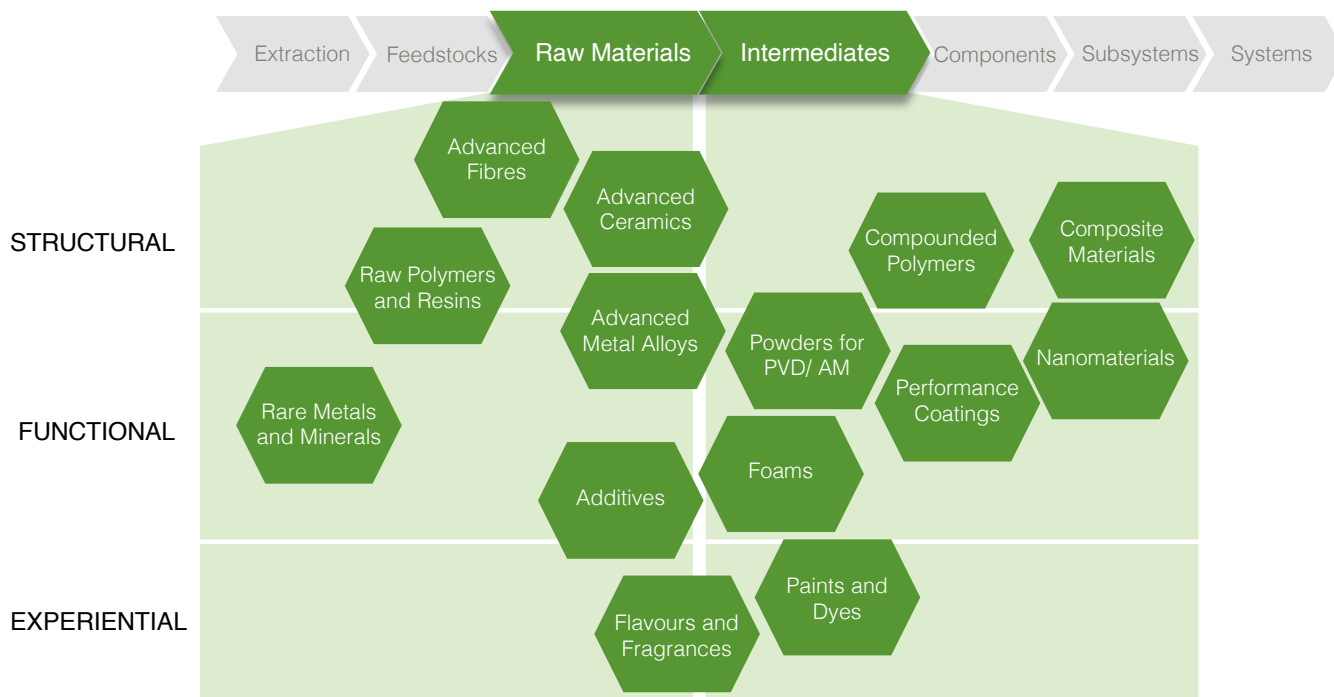 Extraction
Feedstocks
Raw Materials
Intermediates
Components
Subsystems
Systems
STRUCTURAL
Advanced
Fibres
Advanced
Ceramics
Raw Polymers
and Resins
Compounded
Polymers
Composite
Materials
FUNCTIONAL
Advanced
Metal Alloys
Powders for
PVD/ AM
Nanomaterials
Performance
Coatings
Rare Metals
and Minerals
Additives
Foams
EXPERIENTIAL
Flavours and
Fragrances
Paints and
Dyes